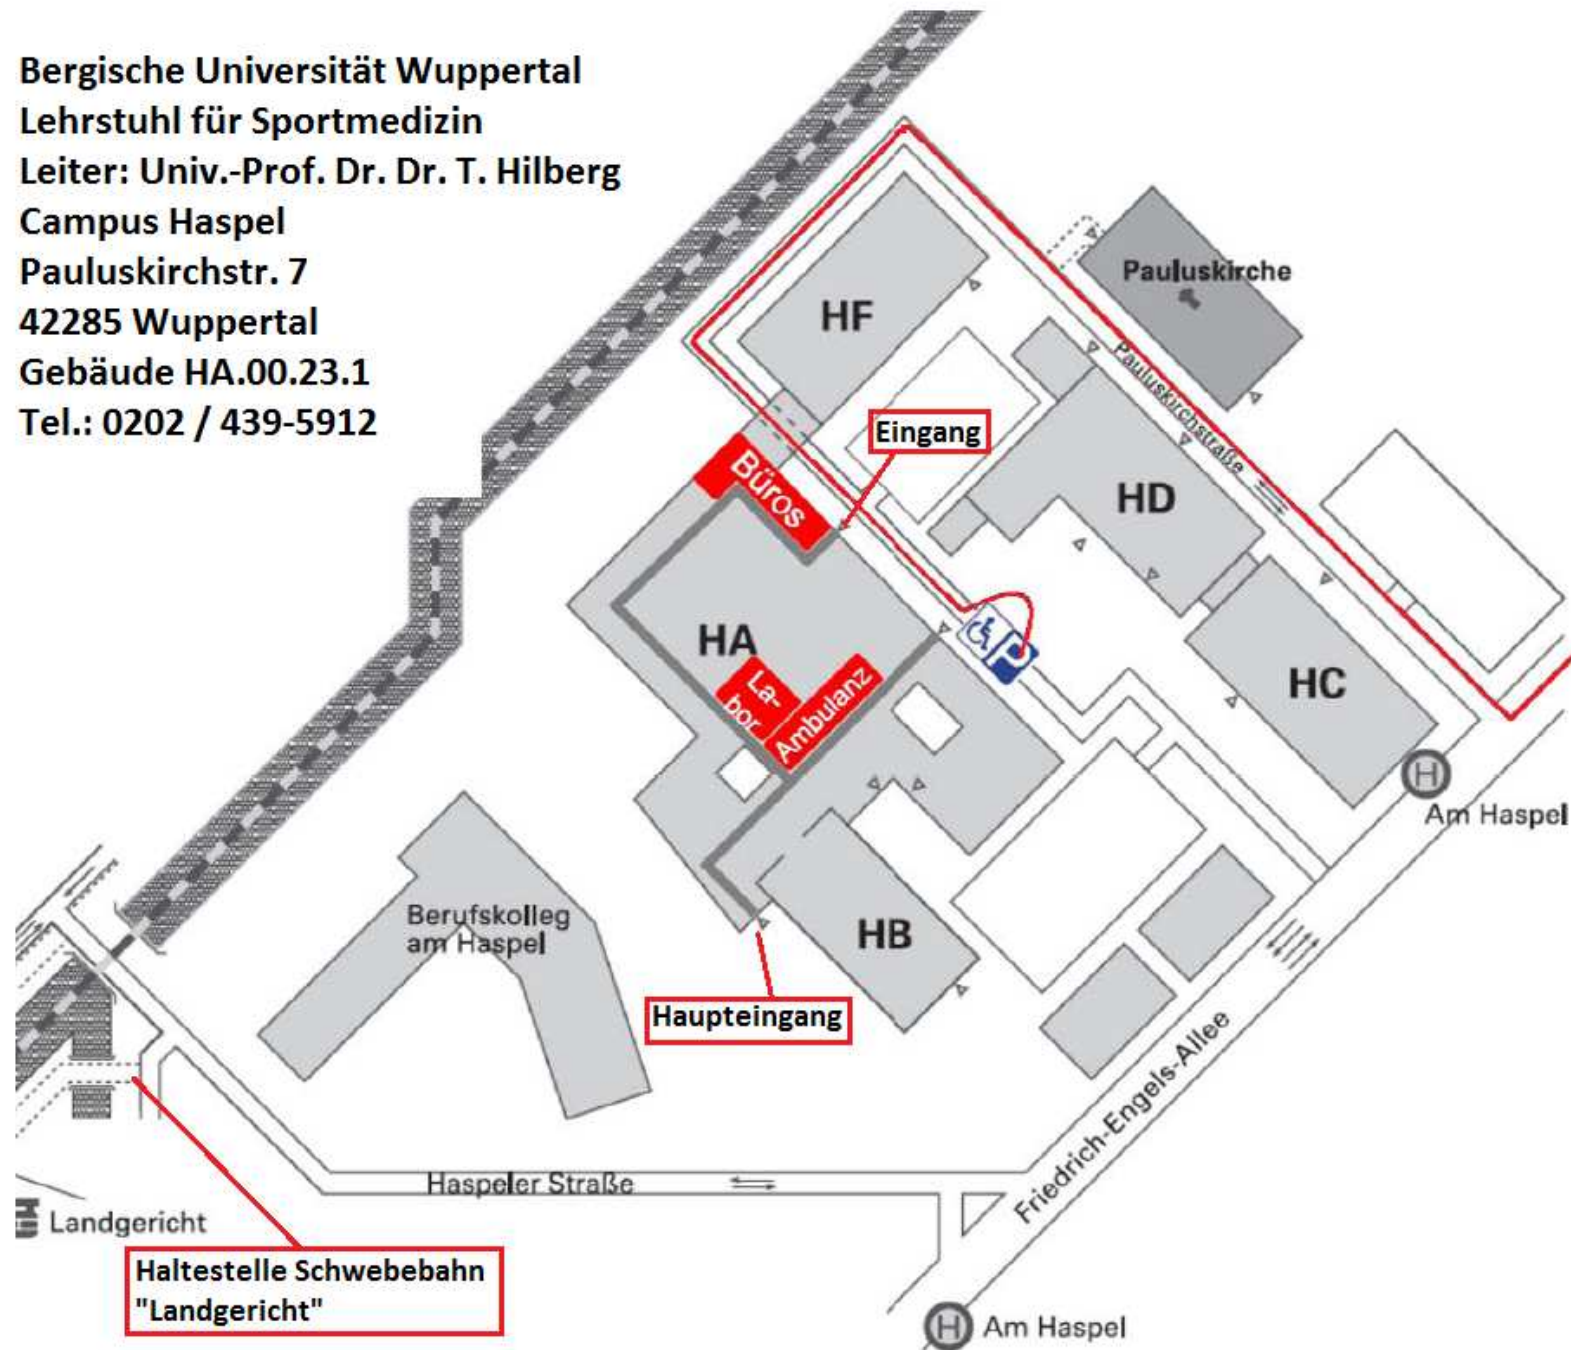 Bergische Universität Wuppertal
Lehrstuhl für Sportmedizin
Leiter: Univ.-Prof. Dr. Dr. T. Hilberg
Campus Haspel
Pauluskirchstr. 7
42285 Wuppertal
Gebäude HA.00.23.1
Tel.: 0202 / 439-5912
Pauluskirche
HF
Pauluskirchstraße
Eingang
Büros
HD
HA
La-
bor
Ambulanz
P
HC
H
Am Haspel
Berufskolleg
am Haspel
HB
Haupteingang
Friedrich-Engels-Allee
Haspeler Straße
Landgericht
Haltestelle Schwebebahn
"Landgericht"
H
Am Haspel